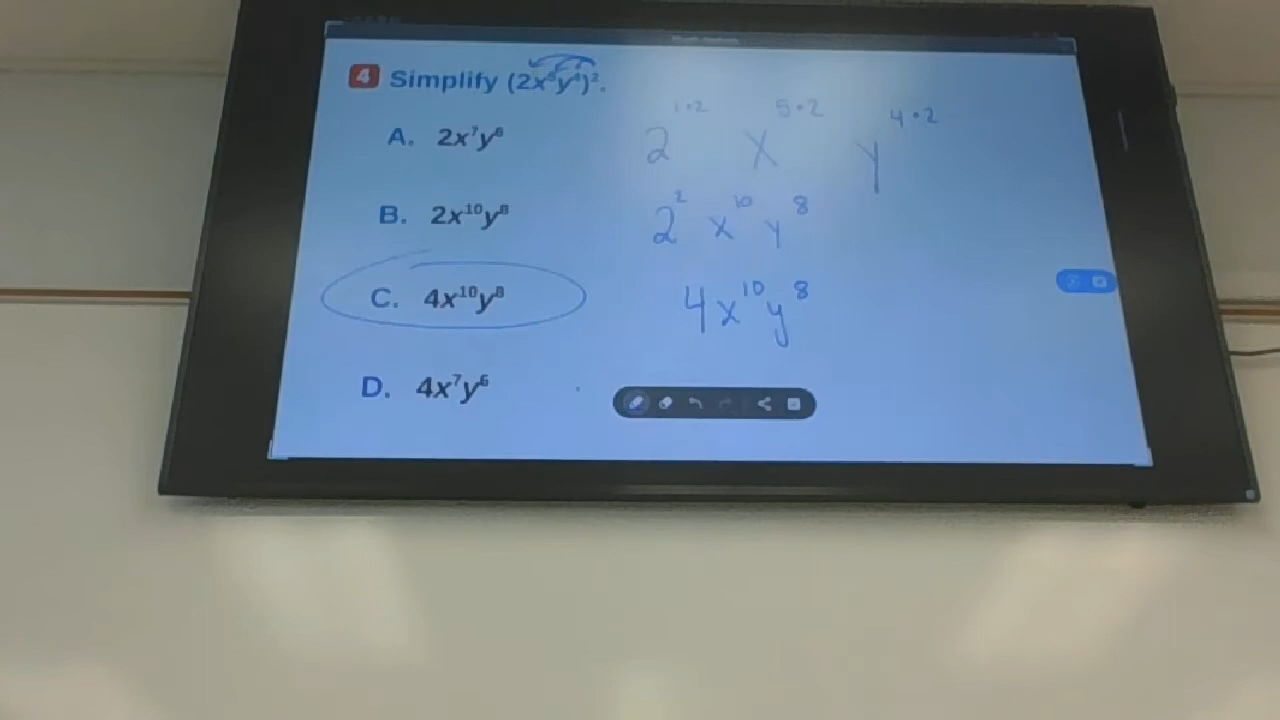 4 Simplify (2x⁵y⁴)².
A. 2x⁷y⁶
B. 2x¹⁰y⁸
C. 4x¹⁰y⁸
D. 4x⁷y⁶
2¹·² x⁵·² y⁴·²
2² x¹⁰ y⁸
4x¹⁰y⁸